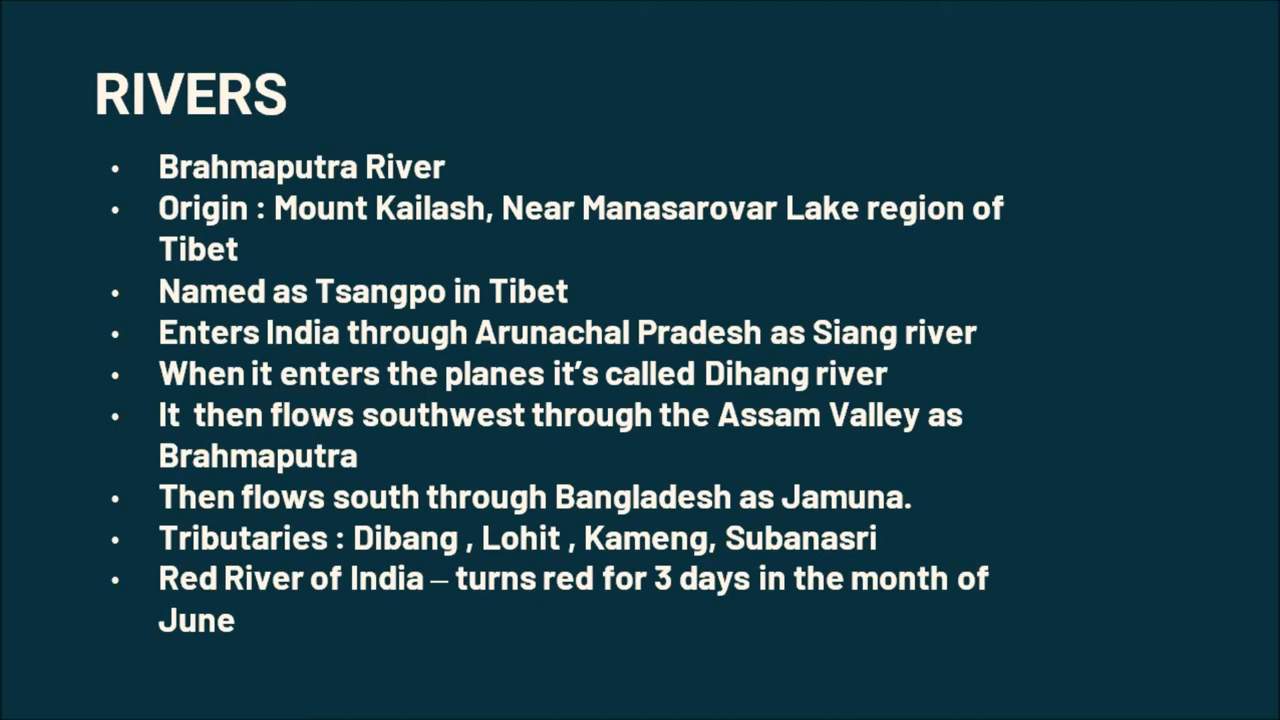 RIVERS
• Brahmaputra River
• Origin : Mount Kailash, Near Manasarovar Lake region of
Tibet
• Named as Tsangpo in Tibet
• Enters India through Arunachal Pradesh as Siang river
• When it enters the planes it’s called Dihang river
• It then flows southwest through the Assam Valley as
Brahmaputra
• Then flows south through Bangladesh as Jamuna.
• Tributaries : Dibang , Lohit , Kameng, Subanasri
• Red River of India – turns red for 3 days in the month of
June